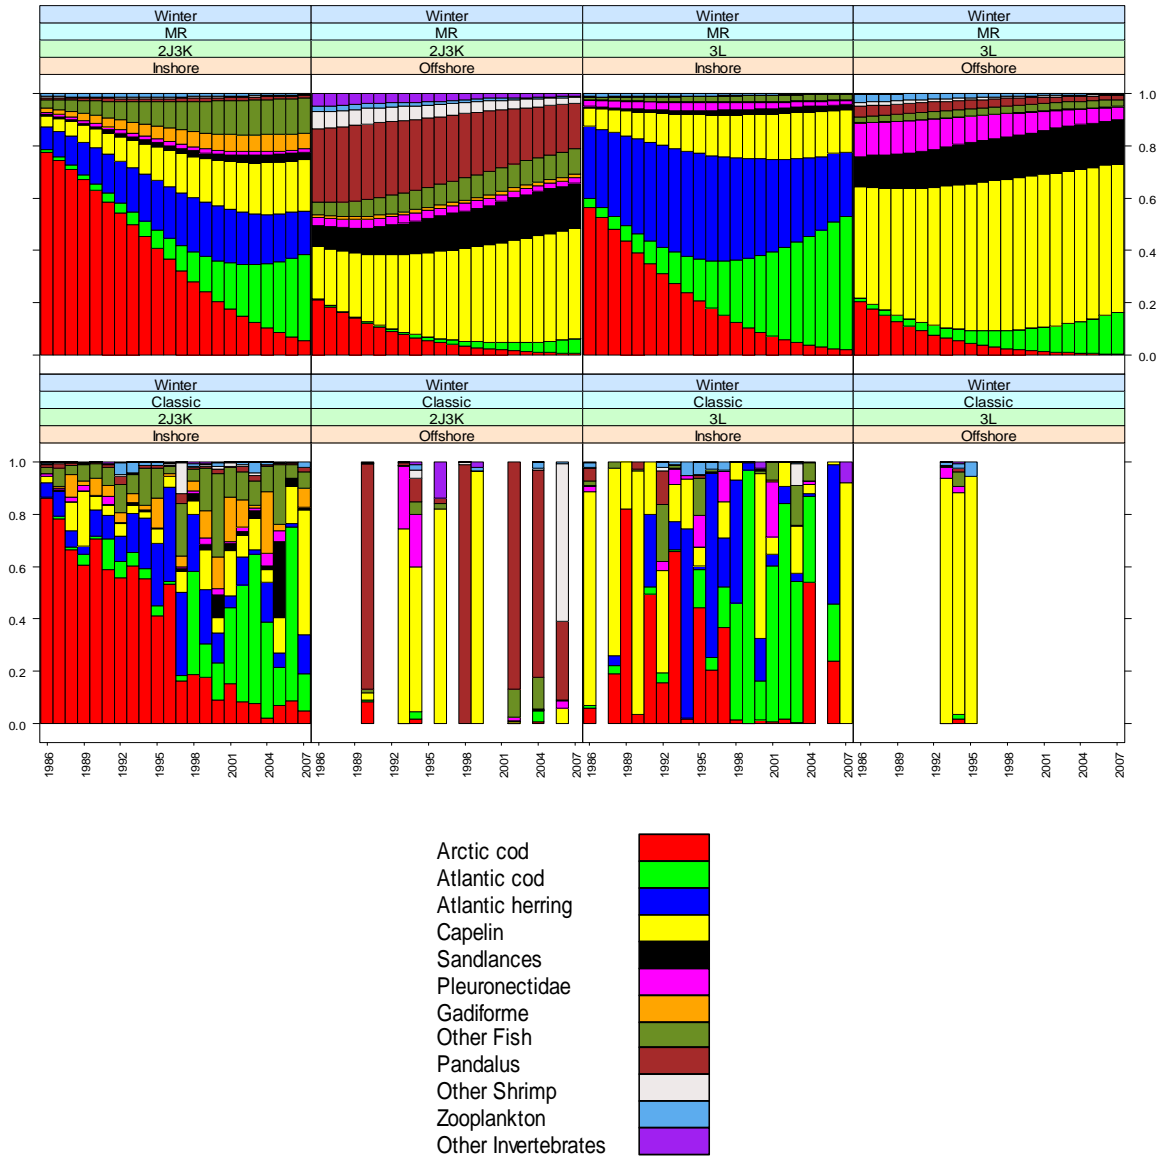 Winter Winter Winter Winter
MR MR MR MR
2J3K 2J3K 3L 3L
Inshore Offshore Inshore Offshore
1.0
0.8
0.6
0.4
0.2
0.0
Winter Winter Winter Winter
Classic Classic Classic Classic
2J3K 2J3K 3L 3L
Inshore Offshore Inshore Offshore
1.0
0.8
0.6
0.4
0.2
0.0
1986 1989 1992 1995 1998 2001 2004 2007 1986 1989 1992 1995 1998 2001 2004 2007 1986 1989 1992 1995 1998 2001 2004 2007 1986 1989 1992 1995 1998 2001 2004 2007
Arctic cod
Atlantic cod
Atlantic herring
Capelin
Sandlances
Pleuronectidae
Gadiforme
Other Fish
Pandalus
Other Shrimp
Zooplankton
Other Invertebrates